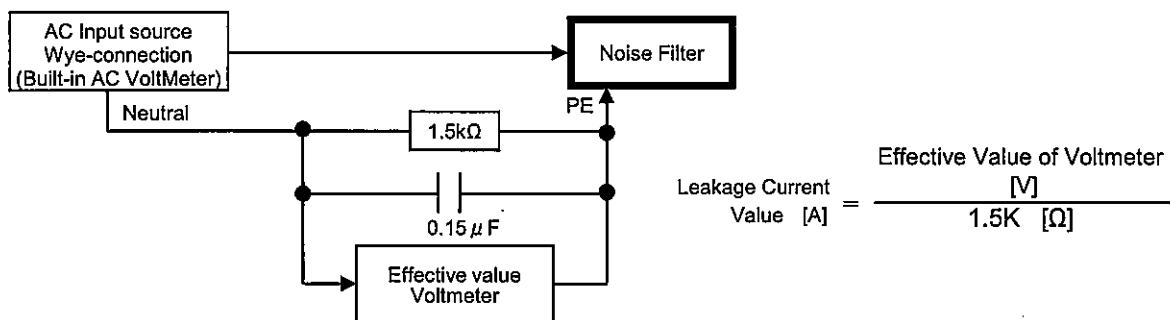 AC Input source
Wye-connection
(Built-in AC VoltMeter)
Noise Filter
Neutral
PE
1.5kΩ
0.15μF
Effective value
Voltmeter
Leakage Current
Value [A]
=
Effective Value of Voltmeter
[V]
1.5K [Ω]